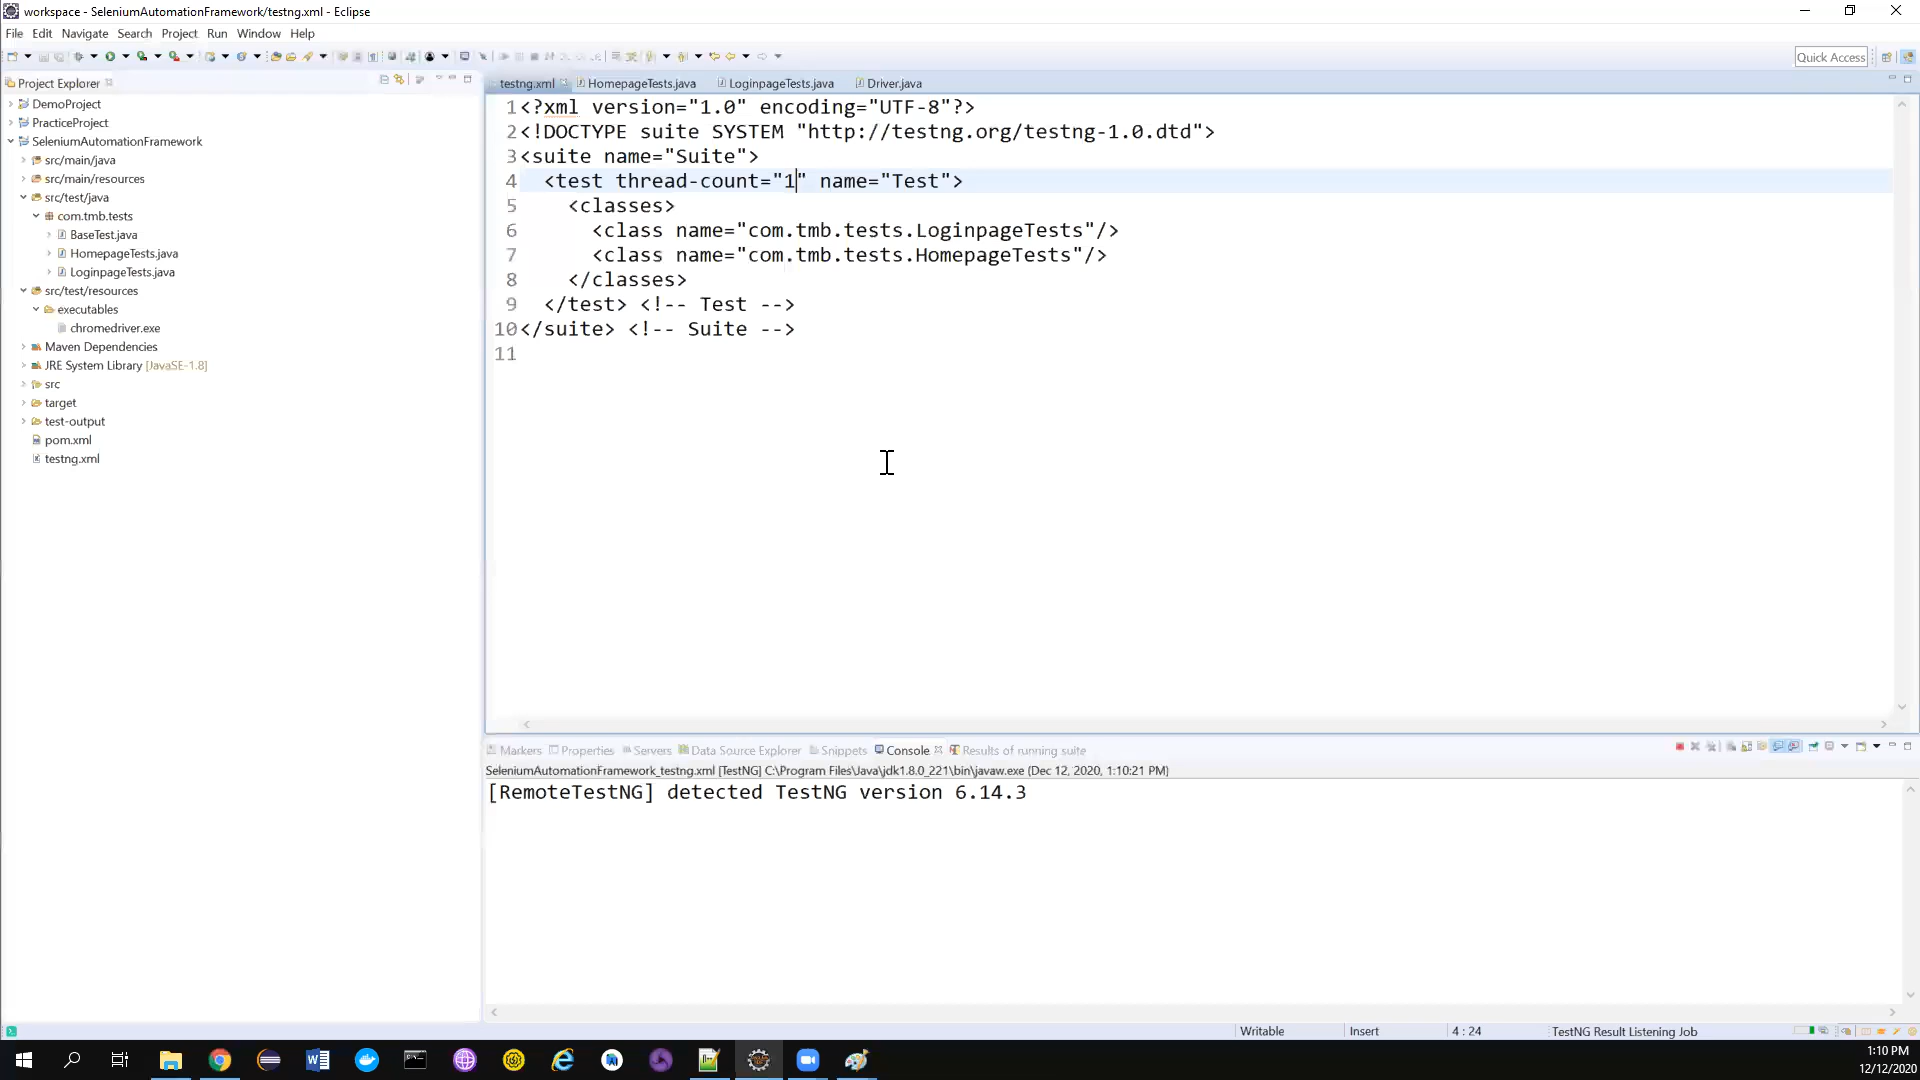 workspace - SeleniumAutomationFramework/testng.xml - Eclipse
File Edit Navigate Search Project Run Window Help
Quick Access
Project Explorer
DemoProject
PracticeProject
SeleniumAutomationFramework
src/main/java
src/main/resources
src/test/java
com.tmb.tests
BaseTest.java
HomepageTests.java
LoginpageTests.java
src/test/resources
executables
chromedriver.exe
Maven Dependencies
JRE System Library [JavaSE-1.8]
src
target
test-output
pom.xml
testng.xml
testng.xml HomepageTests.java LoginpageTests.java Driver.java
1 <?xml version="1.0" encoding="UTF-8"?>
2 <!DOCTYPE suite SYSTEM "http://testng.org/testng-1.0.dtd">
3 <suite name="Suite">
4 <test thread-count="1" name="Test">
5 <classes>
6 <class name="com.tmb.tests.LoginpageTests"/>
7 <class name="com.tmb.tests.HomepageTests"/>
8 </classes>
9 </test> <!-- Test -->
10 </suite> <!-- Suite -->
11
Markers Properties Servers Data Source Explorer Snippets Console Results of running suite
SeleniumAutomationFramework_testng.xml [TestNG] C:\Program Files\Java\jdk1.8.0_221\bin\javaw.exe (Dec 12, 2020, 1:10:21 PM)
[RemoteTestNG] detected TestNG version 6.14.3
Writable Insert 4 : 24 TestNG Result Listening Job
1:10 PM
12/12/2020